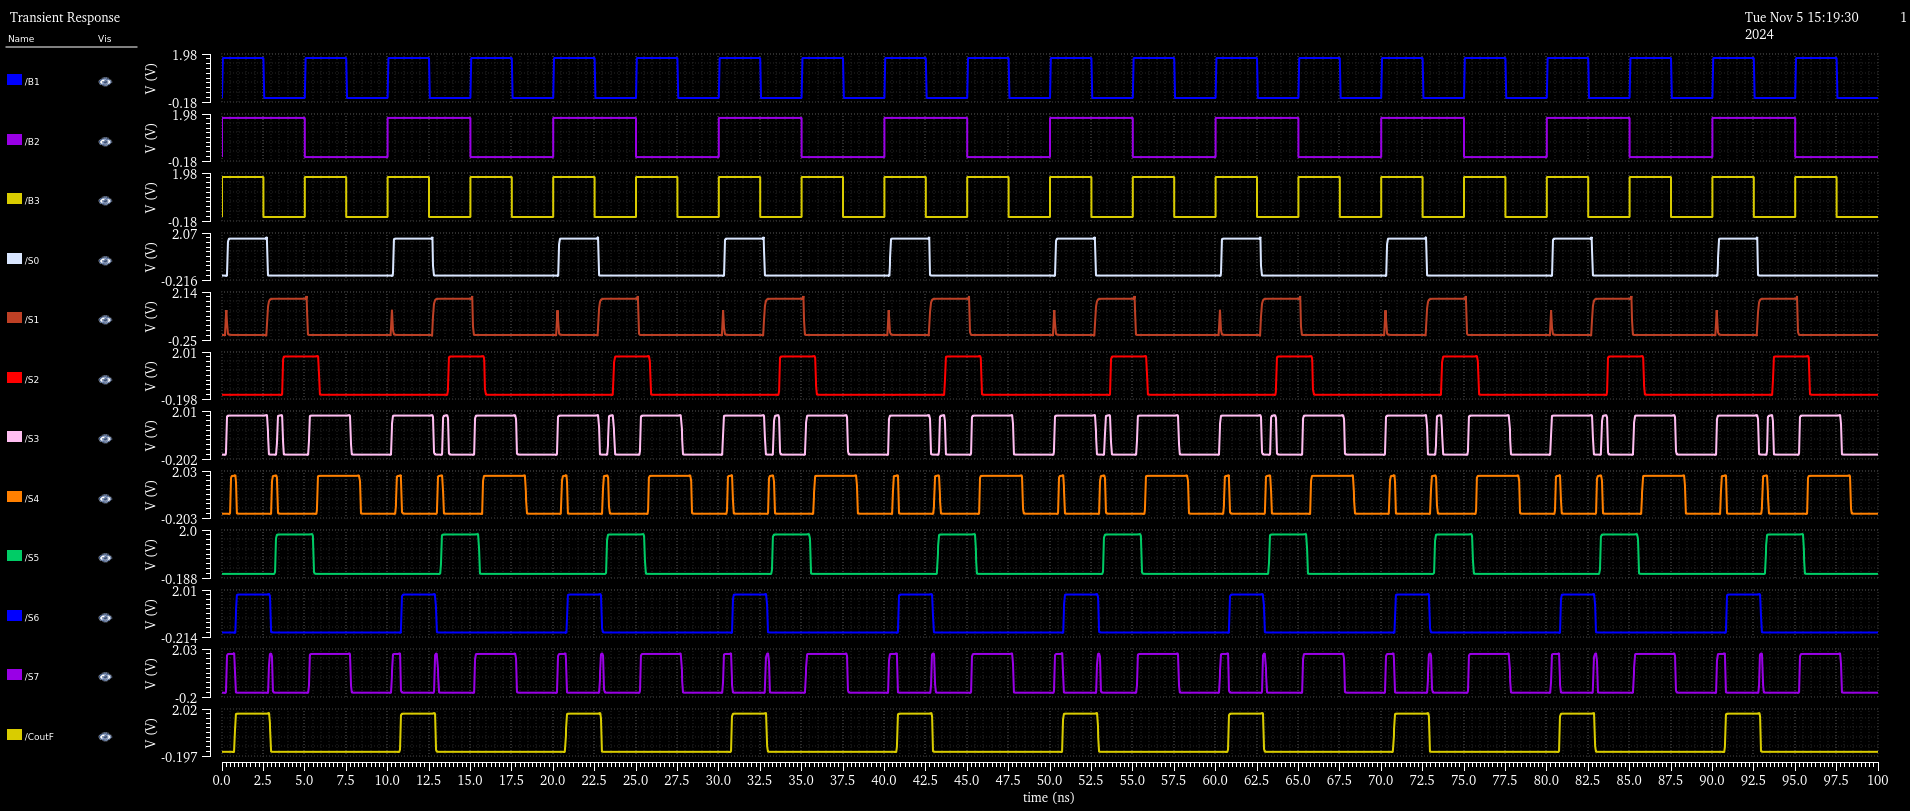 Transient Response
Tue Nov 5 15:19:30 2024
1
Name Vis
/B1
V (V)
1.98
-0.18
/B2
V (V)
1.98
-0.18
/B3
V (V)
1.98
-0.18
/S0
V (V)
2.07
-0.216
/S1
V (V)
2.14
-0.25
/S2
V (V)
2.01
-0.198
/S3
V (V)
2.01
-0.202
/S4
V (V)
2.03
-0.203
/S5
V (V)
2.0
-0.188
/S6
V (V)
2.01
-0.214
/S7
V (V)
2.03
-0.2
/CoutF
V (V)
2.02
-0.197
0.0 2.5 5.0 7.5 10.0 12.5 15.0 17.5 20.0 22.5 25.0 27.5 30.0 32.5 35.0 37.5 40.0 42.5 45.0 47.5 50.0 52.5 55.0 57.5 60.0 62.5 65.0 67.5 70.0 72.5 75.0 77.5 80.0 82.5 85.0 87.5 90.0 92.5 95.0 97.5 100
time (ns)